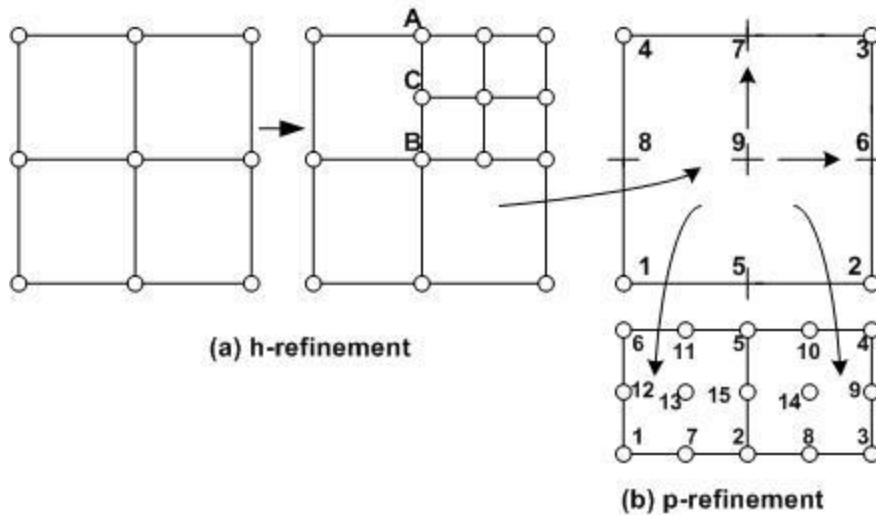 A
C
B
4 7 3
8 9 6
1 5 2
(a) h-refinement
6 11 5 10 4
12 13 15 14 9
1 7 2 8 3
(b) p-refinement